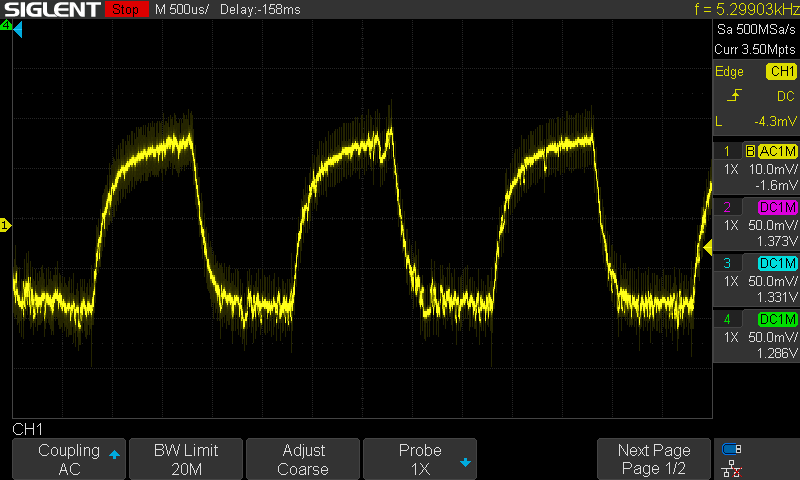 SIGLENT Stop M 500us/ Delay:-158ms f = 5.29903kHz
Sa 500MSa/s
Curr 3.50Mpts
Edge CH1
DC
L -4.3mV
1 B AC1M
1X 10.0mV/
-1.6mV
2 DC1M
1X 50.0mV/
1.373V
3 DC1M
1X 50.0mV/
1.331V
4 DC1M
1X 50.0mV/
1.286V
4
1
CH1
Coupling
AC
BW Limit
20M
Adjust
Coarse
Probe
1X
Next Page
Page 1/2